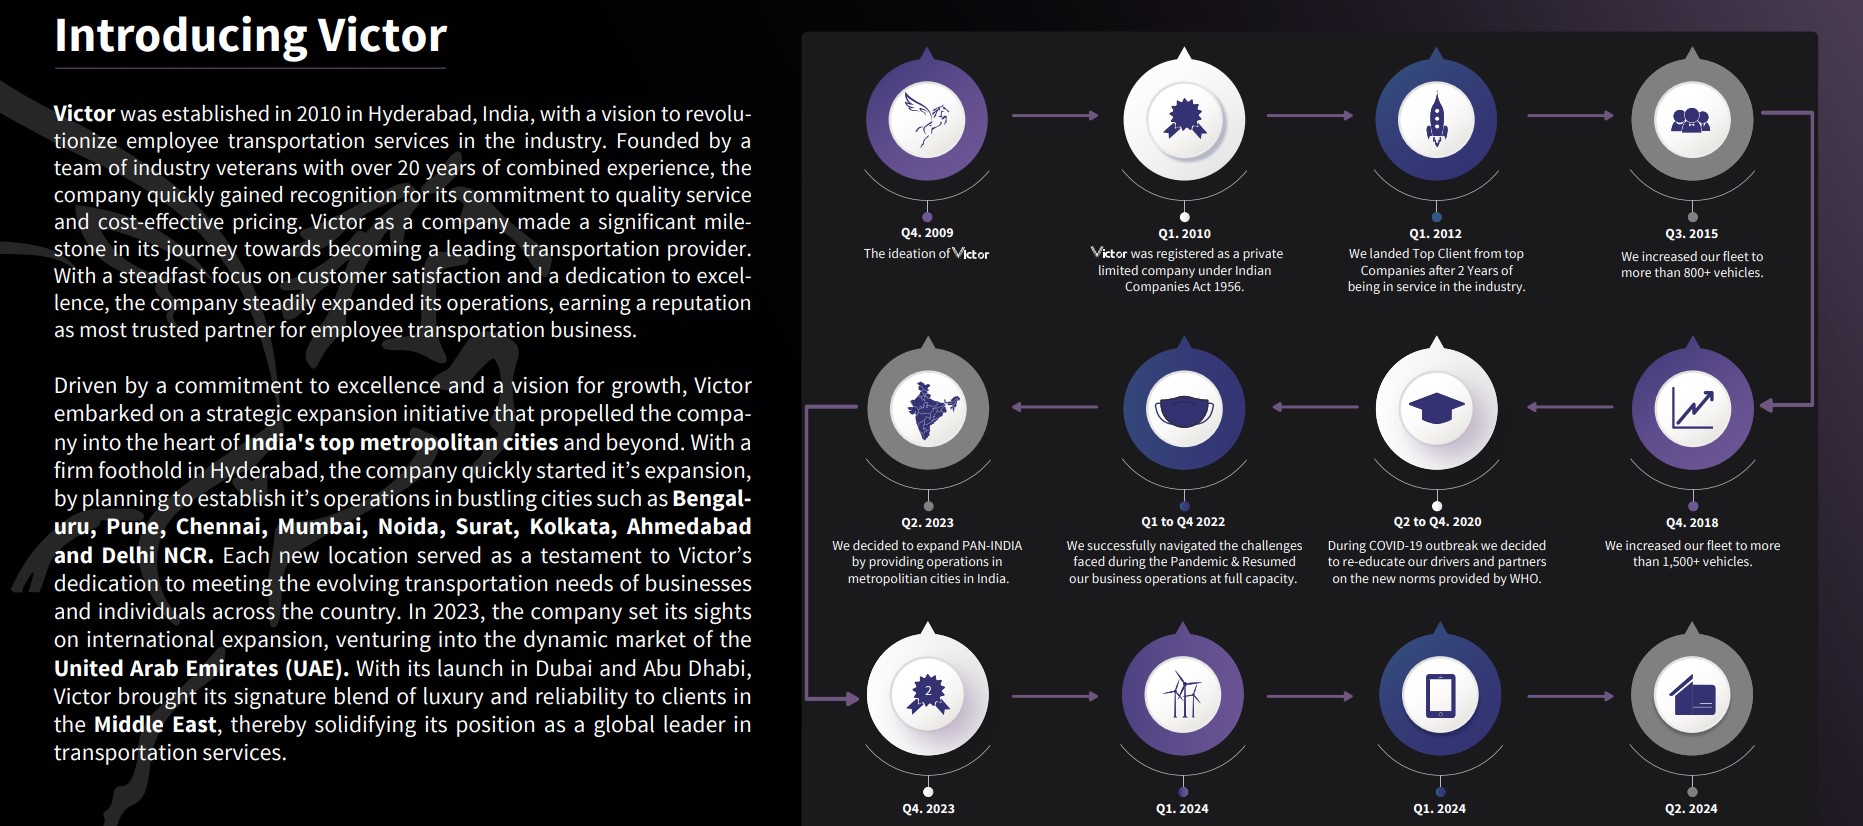 Introducing Victor
Victor was established in 2010 in Hyderabad, India, with a vision to revolu-
tionize employee transportation services in the industry. Founded by a
team of industry veterans with over 20 years of combined experience, the
company quickly gained recognition for its commitment to quality service
and cost-effective pricing. Victor as a company made a significant mile-
stone in its journey towards becoming a leading transportation provider.
With a steadfast focus on customer satisfaction and a dedication to excel-
lence, the company steadily expanded its operations, earning a reputation
as most trusted partner for employee transportation business.
Driven by a commitment to excellence and a vision for growth, Victor
embarked on a strategic expansion initiative that propelled the compa-
ny into the heart of India's top metropolitan cities and beyond. With a
firm foothold in Hyderabad, the company quickly started it’s expansion,
by planning to establish it’s operations in bustling cities such as Bengal-
uru, Pune, Chennai, Mumbai, Noida, Surat, Kolkata, Ahmedabad
and Delhi NCR. Each new location served as a testament to Victor’s
dedication to meeting the evolving transportation needs of businesses
and individuals across the country. In 2023, the company set its sights
on international expansion, venturing into the dynamic market of the
United Arab Emirates (UAE). With its launch in Dubai and Abu Dhabi,
Victor brought its signature blend of luxury and reliability to clients in
the Middle East, thereby solidifying its position as a global leader in
transportation services.
Q4. 2009
The ideation of Victor
Q1. 2010
Victor was registered as a private
limited company under Indian
Companies Act 1956.
Q1. 2012
We landed Top Client from top
Companies after 2 Years of
being in service in the industry.
Q3. 2015
We increased our fleet to
more than 800+ vehicles.
Q2. 2023
We decided to expand PAN-INDIA
by providing operations in
metropolitian cities in India.
Q1 to Q4 2022
We successfully navigated the challenges
faced during the Pandemic & Resumed
our business operations at full capacity.
Q2 to Q4. 2020
During COVID-19 outbreak we decided
to re-educate our drivers and partners
on the new norms provided by WHO.
Q4. 2018
We increased our fleet to more
than 1,500+ vehicles.
2
Q4. 2023
Q1. 2024
Q1. 2024
Q2. 2024